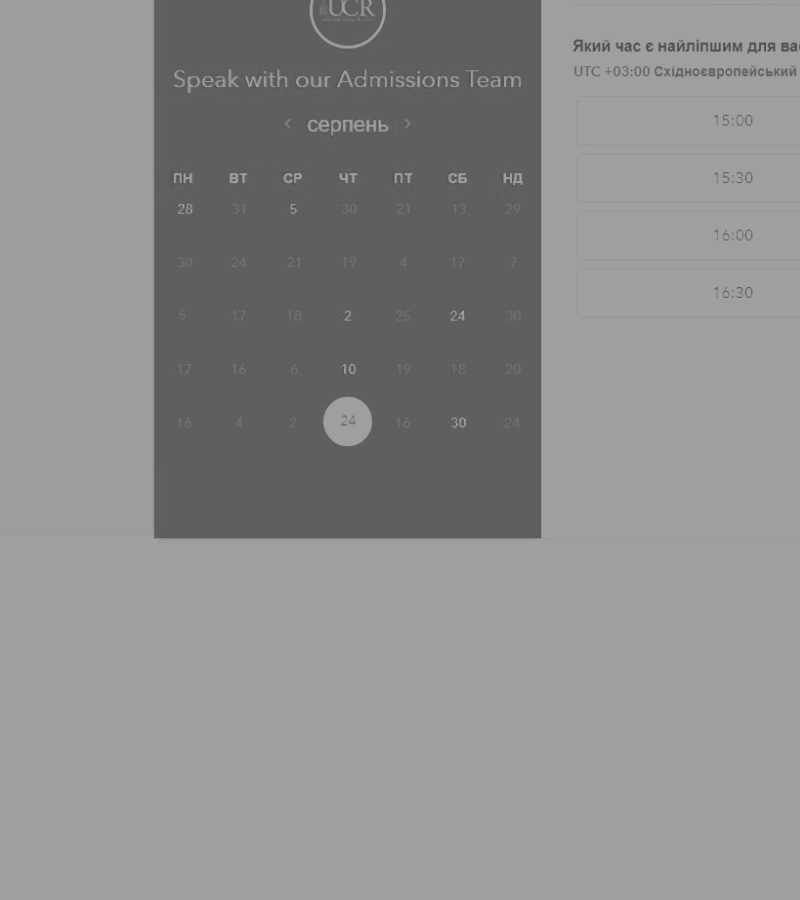 UCR
Speak with our Admissions Team
серпень
ПН ВТ СР ЧТ ПТ СБ НД
28 31 5 30 21 13 29
30 24 21 19 4 17 7
5 17 18 2 25 24 30
17 16 6 10 19 18 20
16 4 2 24 16 30 24
Який час є найліпшим для вас
UTC +03:00 Східноєвропейський
15:00
15:30
16:00
16:30